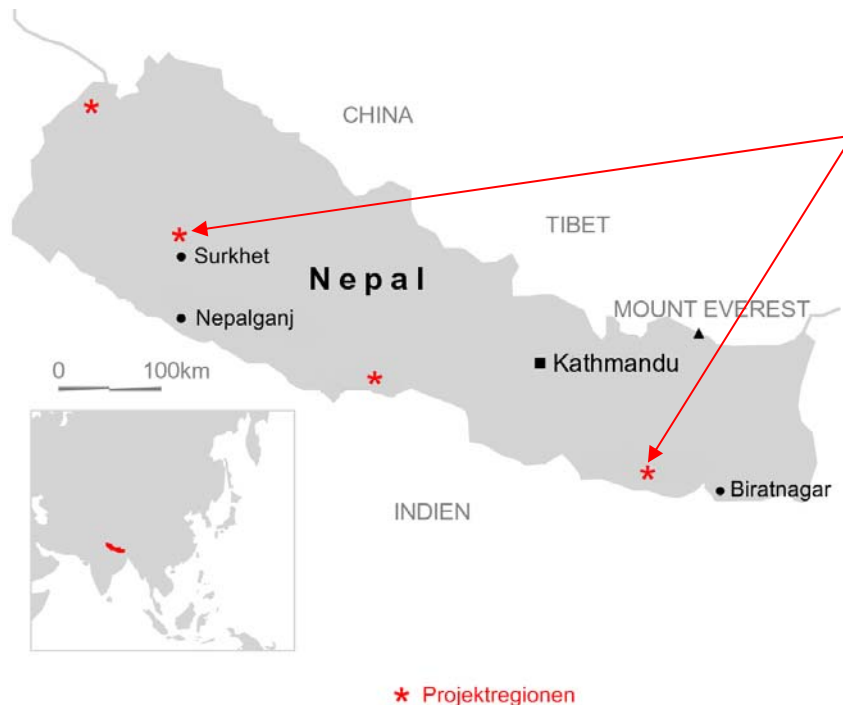 CHINA
TIBET
Surkhet
Nepal
MOUNT EVEREST
Nepalganj
0 100km
Kathmandu
Biratnagar
INDIEN
* Projektregionen